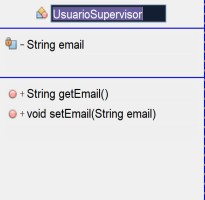 UsuarioSupervisor
- String email
+ String getEmail()
+ void setEmail(String email)